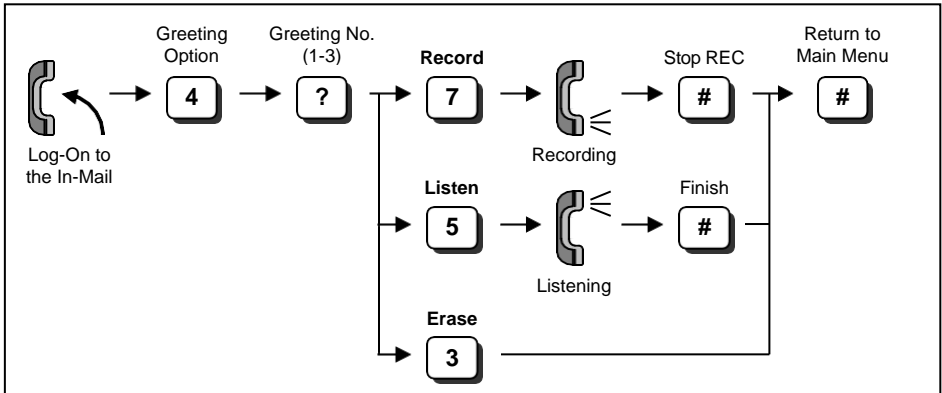 Greeting
Option
Greeting No.
(1-3)
Record
Stop REC
Return to
Main Menu
4
?
7
#
#
Log-On to
the In-Mail
Recording
Listen
Finish
5
#
Listening
Erase
3